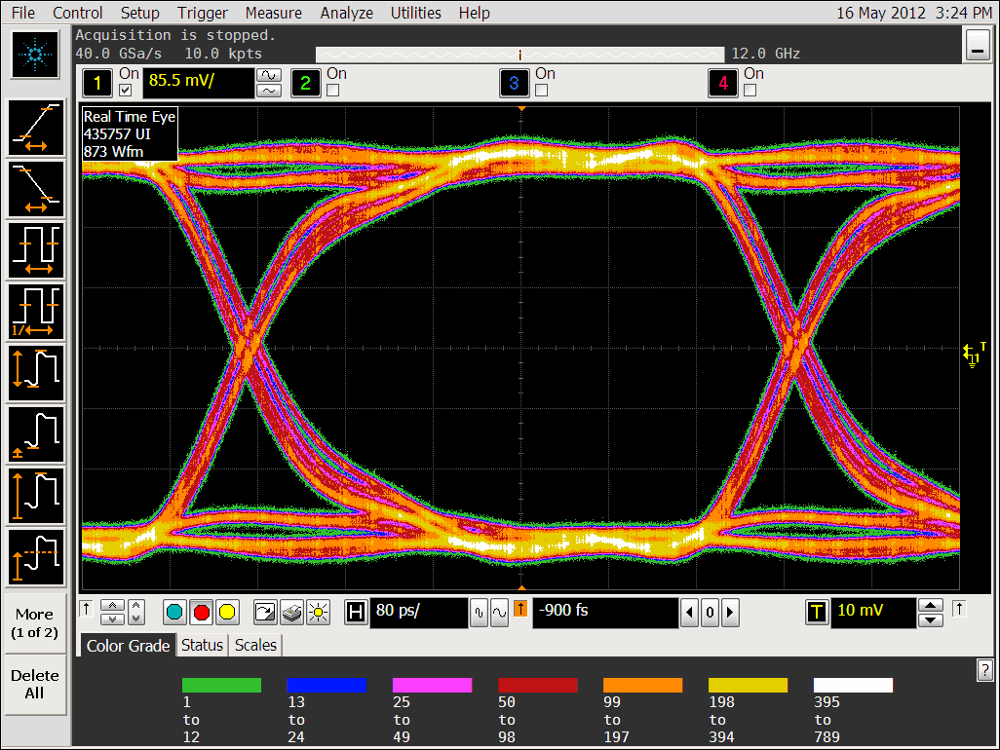 File Control Setup Trigger Measure Analyze Utilities Help 16 May 2012 3:24 PM
Acquisition is stopped.
40.0 GSa/s 10.0 kpts 12.0 GHz
1 On 85.5 mV/ 2 On 3 On 4 On
Real Time Eye
435757 UI
873 Wfm
T
1
1/
More
(1 of 2)
Delete
All
H 80 ps/ -900 fs 0 T 10 mV
Color Grade Status Scales
?
1 13 25 50 99 198 395
to to to to to to to
12 24 49 98 197 394 789